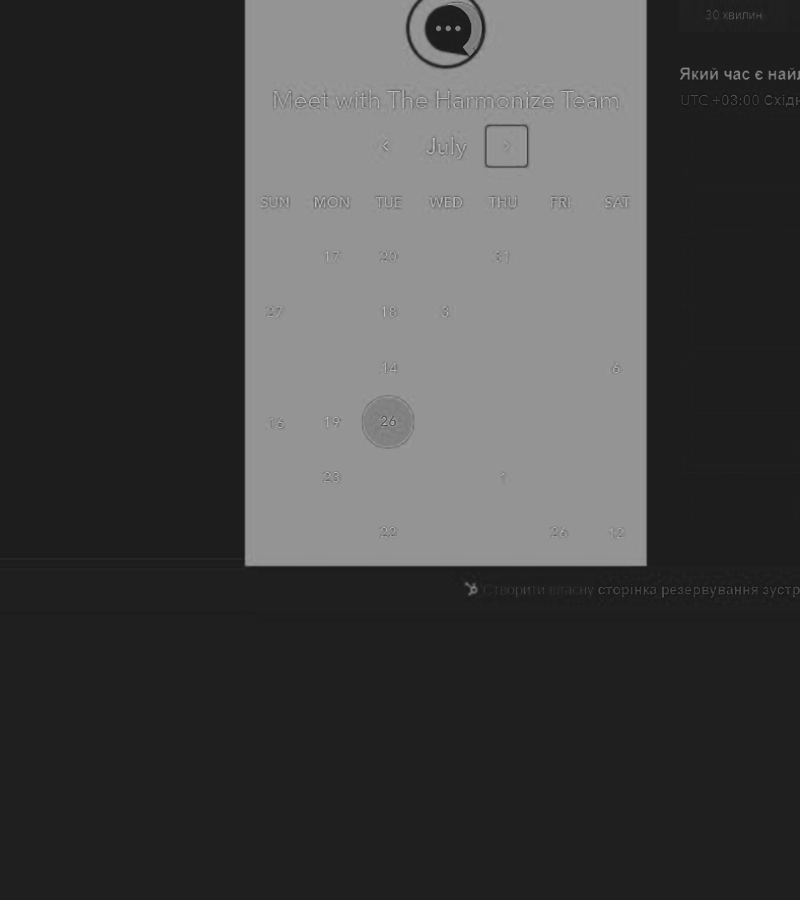 30 хвилин
Який час є най
UTC +03:00 Східн
Meet with The Harmonize Team
July
SUN MON TUE WED THU FRI SAT
17 31
27 18 3
14 6
16 19 26
23 1
22 26 12
Створити власну сторінка резервування зустр